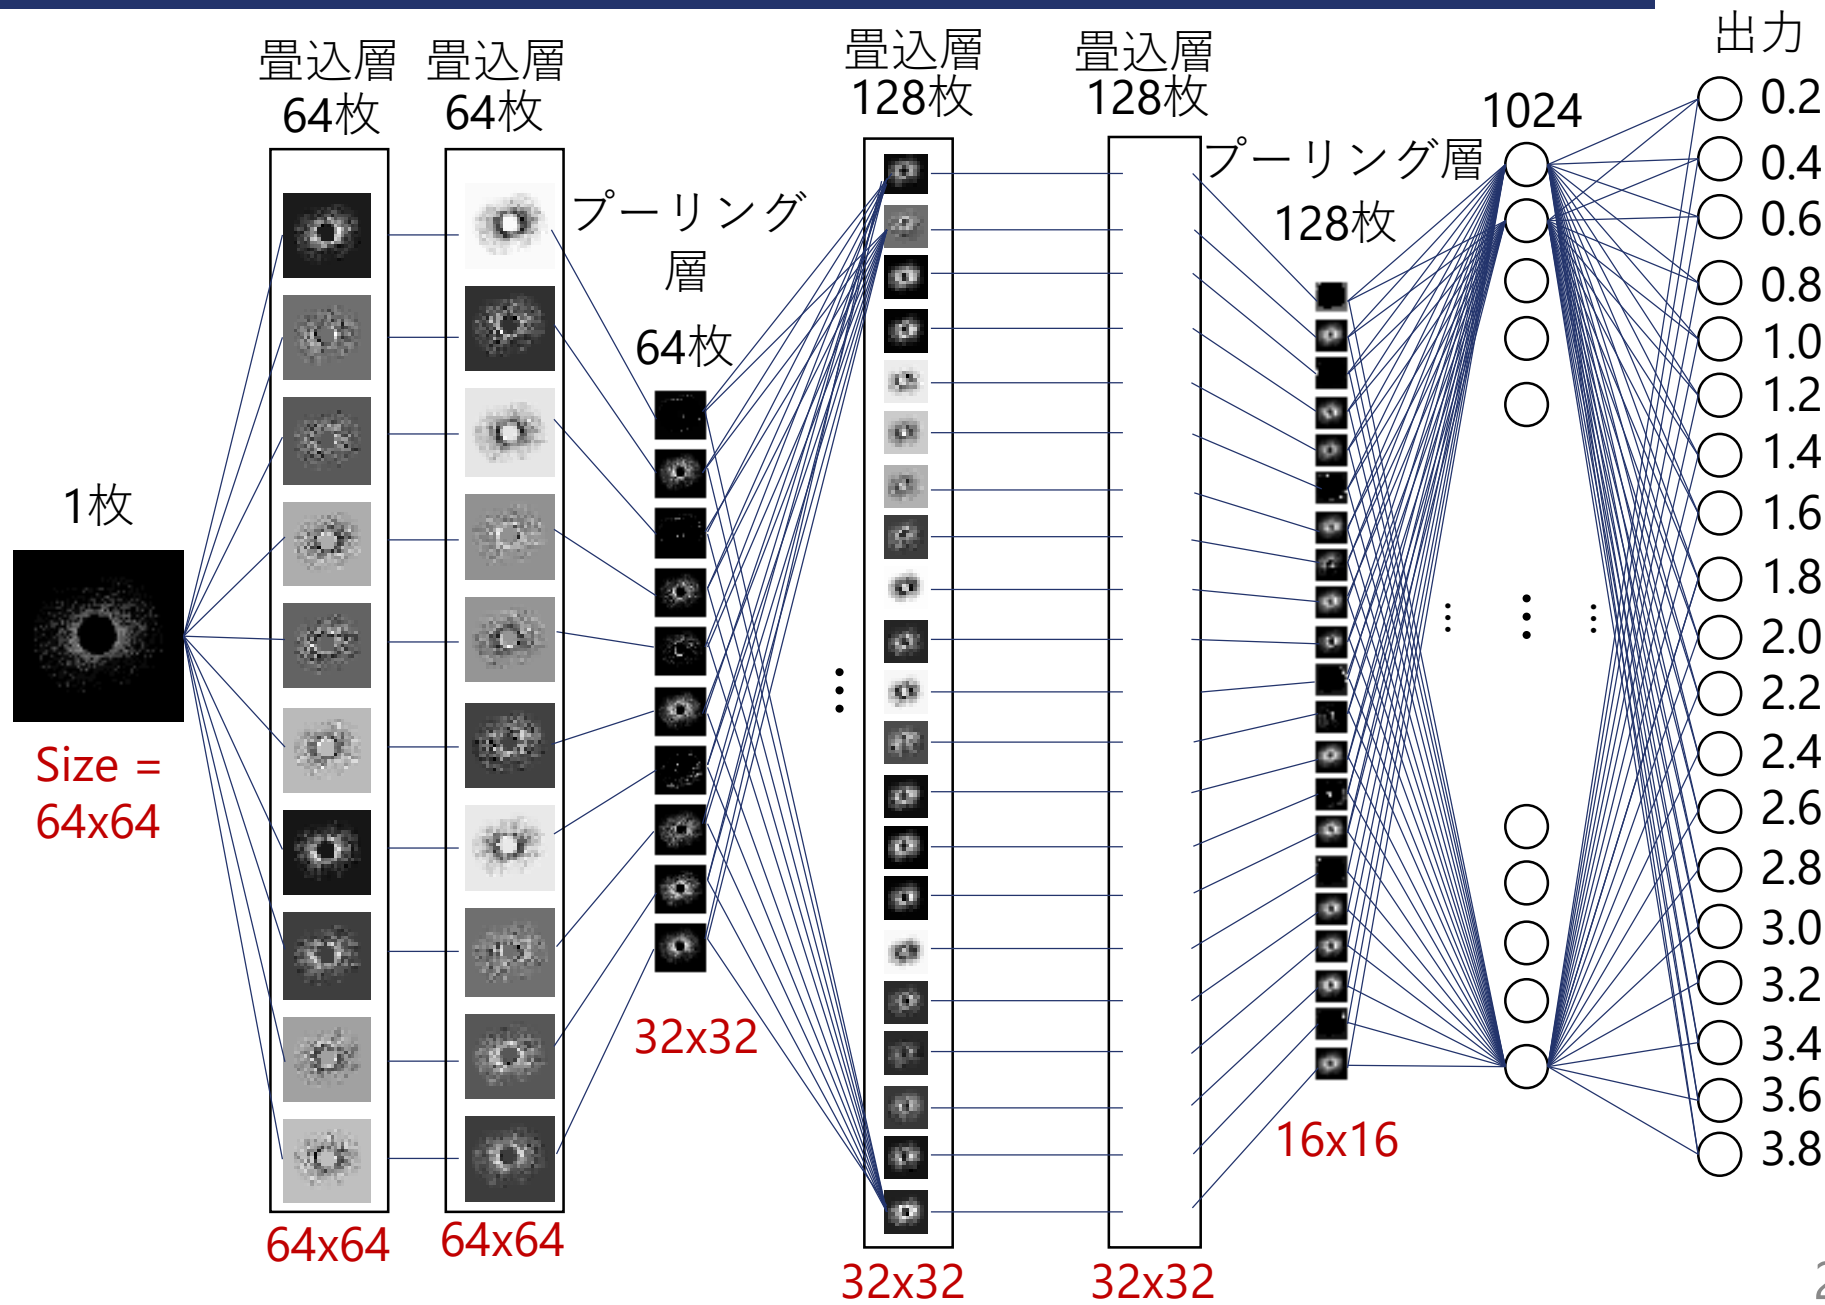 1枚
Size =
64x64
畳込層
64枚
64x64
畳込層
64枚
64x64
プーリング
層
64枚
32x32
畳込層
128枚
32x32
畳込層
128枚
32x32
プーリング層
128枚
16x16
1024
出力
0.2
0.4
0.6
0.8
1.0
1.2
1.4
1.6
1.8
2.0
2.2
2.4
2.6
2.8
3.0
3.2
3.4
3.6
3.8